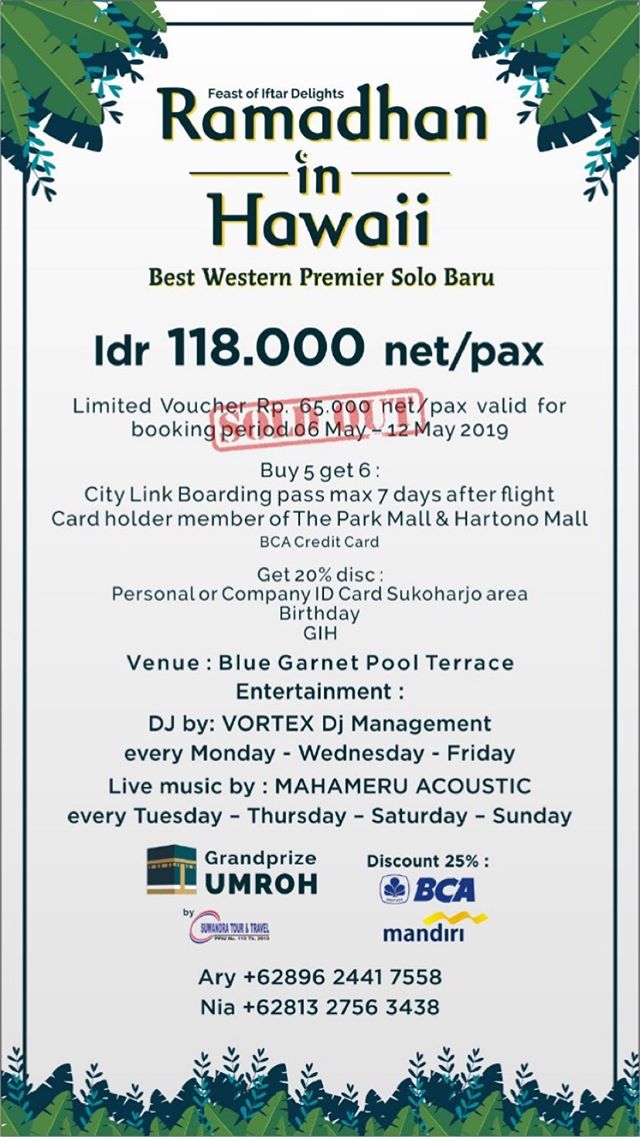 Feast of Iftar Delights
Ramadhan
in
Hawaii
Best Western Premier Solo Baru
Idr 118.000 net/pax
Limited Voucher Rp. 65.000 net/pax valid for
booking period 06 May – 12 May 2019
SOLD OUT
Buy 5 get 6 :
City Link Boarding pass max 7 days after flight
Card holder member of The Park Mall & Hartono Mall
BCA Credit Card
Get 20% disc :
Personal or Company ID Card Sukoharjo area
Birthday
GIH
Venue : Blue Garnet Pool Terrace
Entertainment :
DJ by: VORTEX Dj Management
every Monday - Wednesday - Friday
Live music by : MAHAMERU ACOUSTIC
every Tuesday – Thursday – Saturday – Sunday
Grandprize
UMROH
by
SUWANDRA TOUR & TRAVEL
PPIU No. 113 Th. 2013
Discount 25% :
BCA
mandiri
Ary +62896 2441 7558
Nia +62813 2756 3438